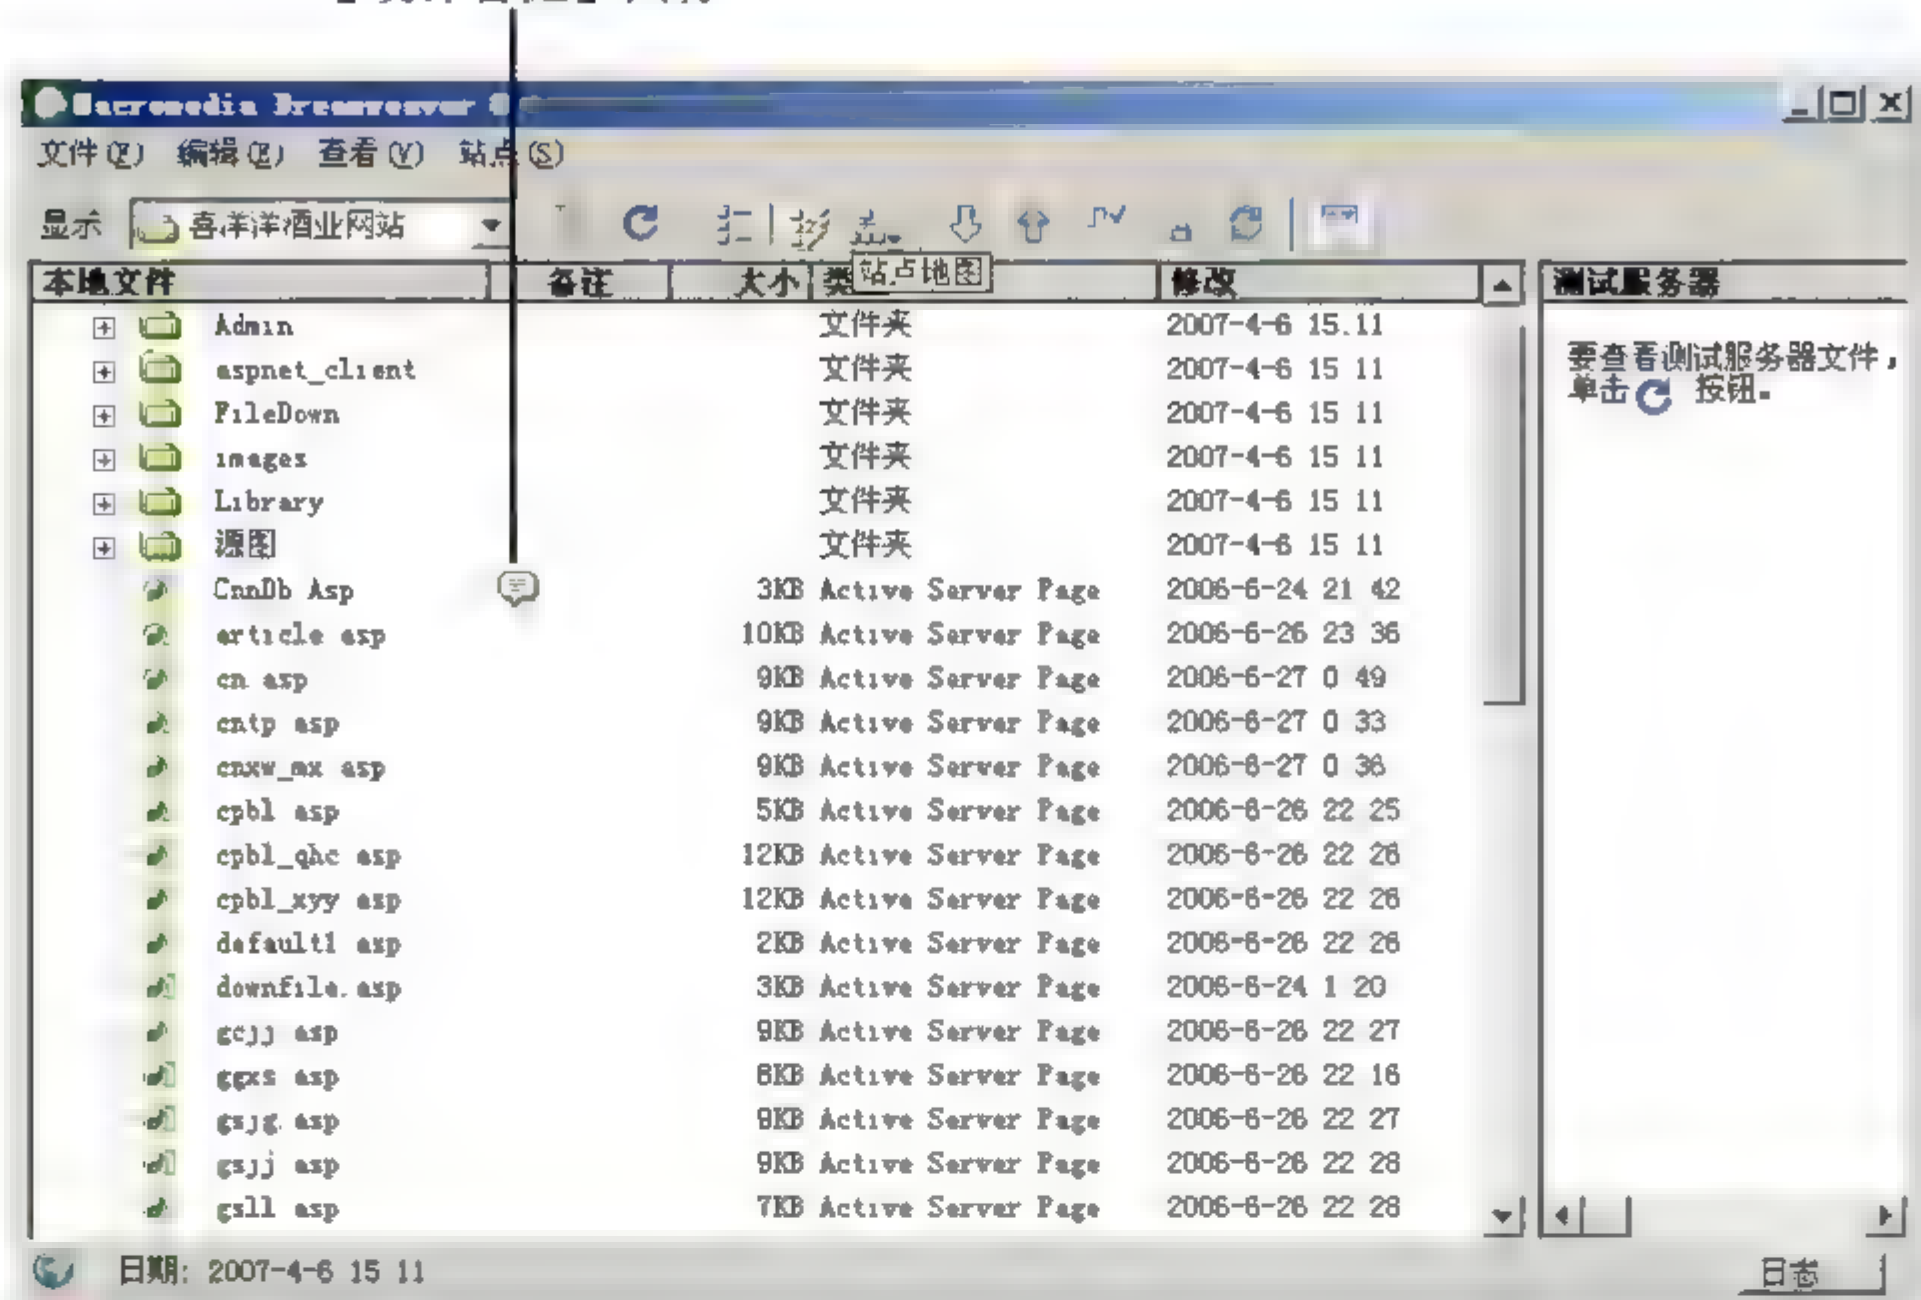 Macromedia Dreamweaver 8
文件(F) 编辑(E) 查看(V) 站点(S)
显示 喜洋洋酒业网站
站点地图
本地文件 备注 大小 类 修改 测试服务器
Admin 文件夹 2007-4-6 15:11
aspnet_client 文件夹 2007-4-6 15 11
FileDown 文件夹 2007-4-6 15 11
images 文件夹 2007-4-6 15 11
Library 文件夹 2007-4-6 15 11
源图 文件夹 2007-4-6 15 11
CnnDb Asp 3KB Active Server Page 2006-6-24 21 42
article asp 10KB Active Server Page 2006-6-26 23 36
cn asp 9KB Active Server Page 2006-6-27 0 49
cntp asp 9KB Active Server Page 2006-6-27 0 33
cnxw_mx asp 9KB Active Server Page 2006-6-27 0 36
cpbl asp 5KB Active Server Page 2006-6-26 22 25
cpbl_qhc asp 12KB Active Server Page 2006-6-26 22 26
cpbl_xyy asp 12KB Active Server Page 2006-6-26 22 26
default1 asp 2KB Active Server Page 2006-6-26 22 26
downfile.asp 3KB Active Server Page 2006-6-24 1 20
gcjj asp 9KB Active Server Page 2006-6-26 22 27
ggxs asp 8KB Active Server Page 2006-6-26 22 16
gsjg.asp 9KB Active Server Page 2006-6-26 22 27
gsjj asp 9KB Active Server Page 2006-6-26 22 28
gsll asp 7KB Active Server Page 2006-6-26 22 28
要查看测试服务器文件，
单击 按钮。
日期: 2007-4-6 15 11
日志